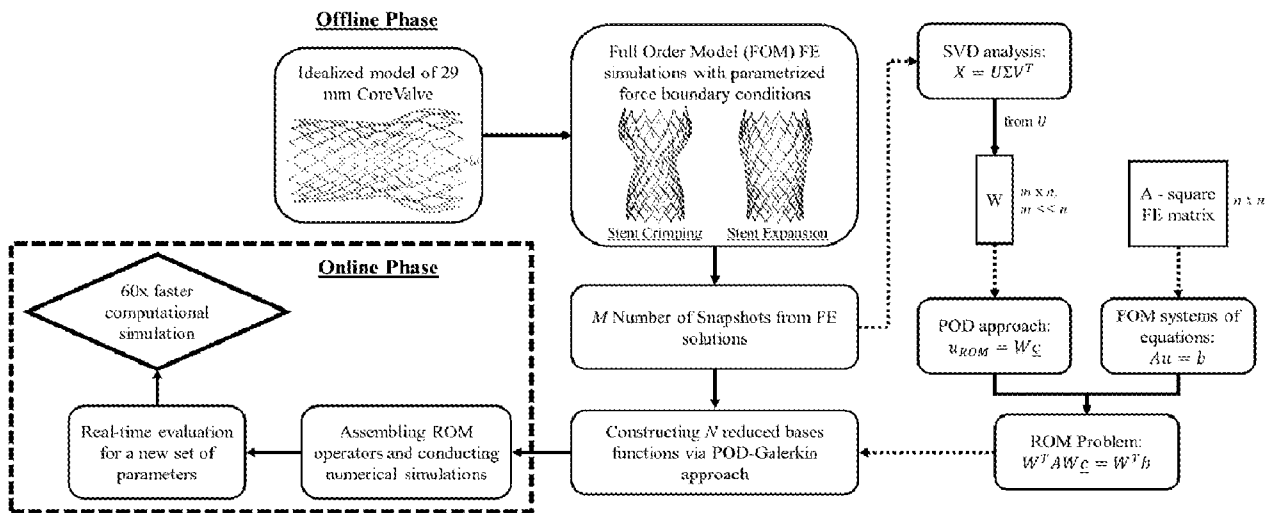 Offline Phase
Idealized model of 29
mm CoreValve
Full Order Model (FOM) FE
simulations with parametrized
force boundary conditions
Stent Crimping
Stent Expansion
SVD analysis:
X = UΣV^T
from U
W
m x n,
m << n
A - square
FE matrix
n x n
POD approach:
u_ROM = Wc
FOM systems of
equations:
Au = b
ROM Problem:
W^T AWc = W^T b
M Number of Snapshots from FE
solutions
Constructing N reduced bases
functions via POD-Galerkin
approach
Online Phase
60x faster
computational
simulation
Real-time evaluation
for a new set of
parameters
Assembling ROM
operators and conducting
numerical simulations